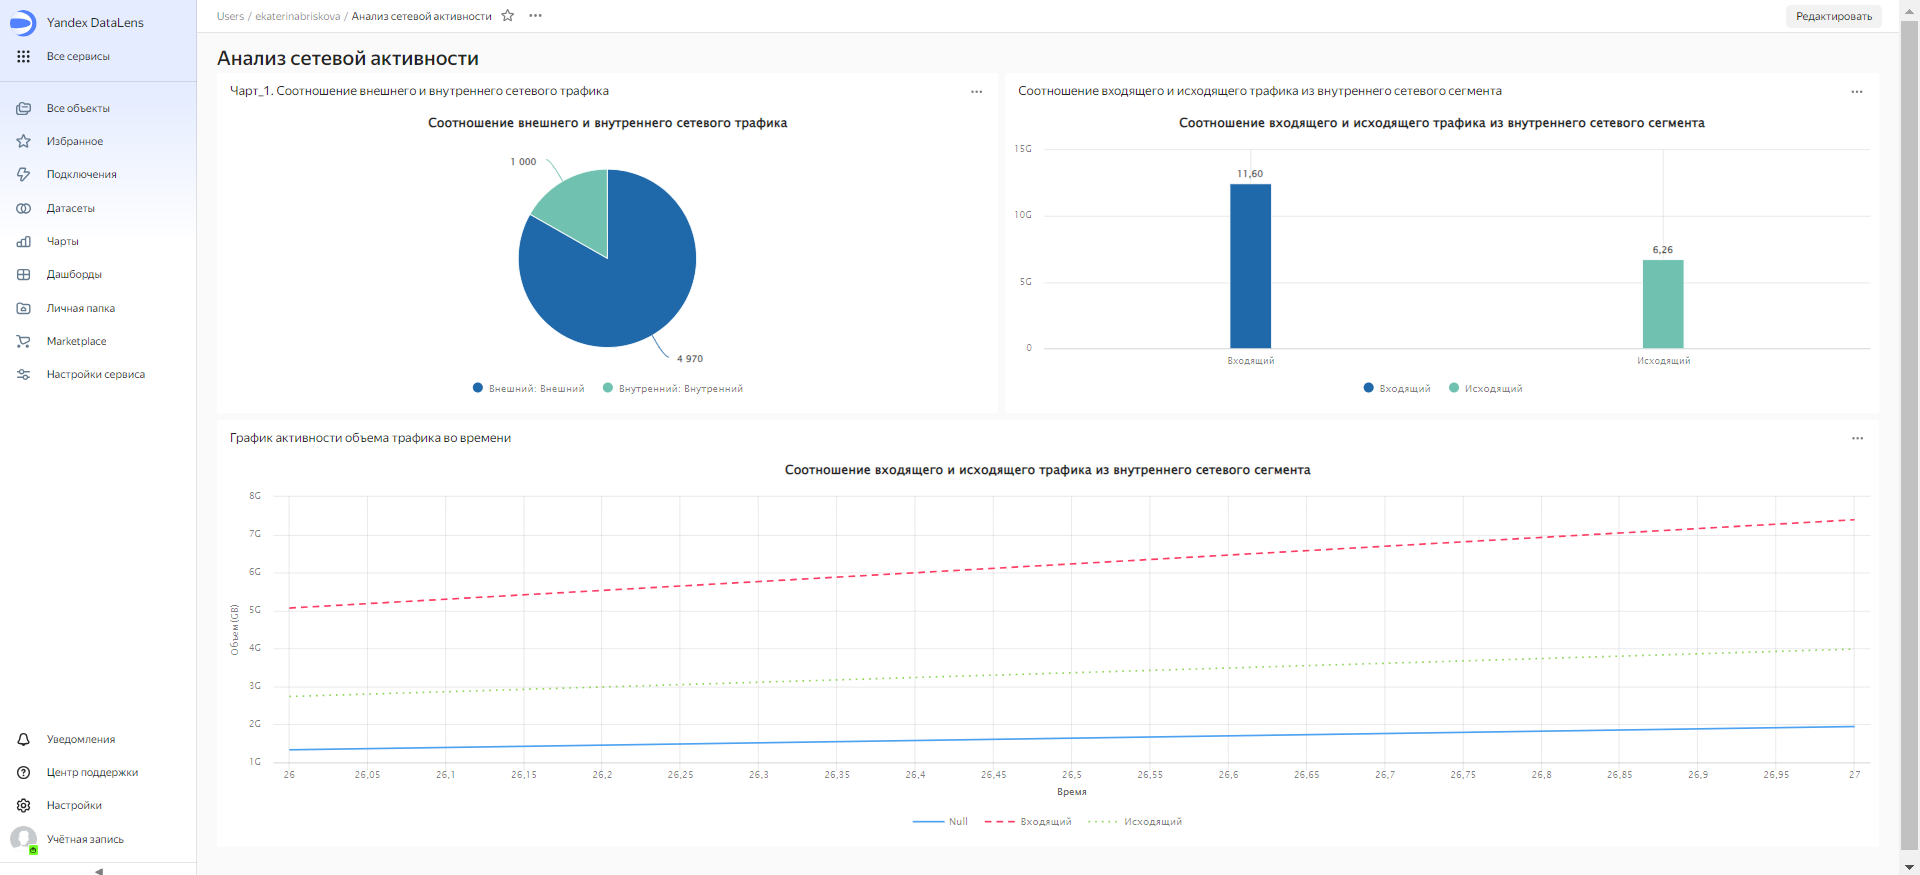 Yandex DataLens
Все сервисы
Все объекты
Избранное
Подключения
Датасеты
Чарты
Дашборды
Личная папка
Marketplace
Настройки сервиса
Уведомления
Центр поддержки
Настройки
Учётная запись
Users / ekaterinabriskova / Анализ сетевой активности
Редактировать
Анализ сетевой активности
Чарт_1. Соотношение внешнего и внутреннего сетевого трафика
Соотношение внешнего и внутреннего сетевого трафика
1 000
4 970
Внешний: Внешний Внутренний: Внутренний
Соотношение входящего и исходящего трафика из внутреннего сетевого сегмента
Соотношение входящего и исходящего трафика из внутреннего сетевого сегмента
15G
10G
5G
0
11,60
6,26
Входящий Исходящий
Входящий Исходящий
График активности объема трафика во времени
Соотношение входящего и исходящего трафика из внутреннего сетевого сегмента
Объем (GB)
8G
7G
6G
5G
4G
3G
2G
1G
26 26,05 26,1 26,15 26,2 26,25 26,3 26,35 26,4 26,45 26,5 26,55 26,6 26,65 26,7 26,75 26,8 26,85 26,9 26,95 27
Время
Null Входящий Исходящий